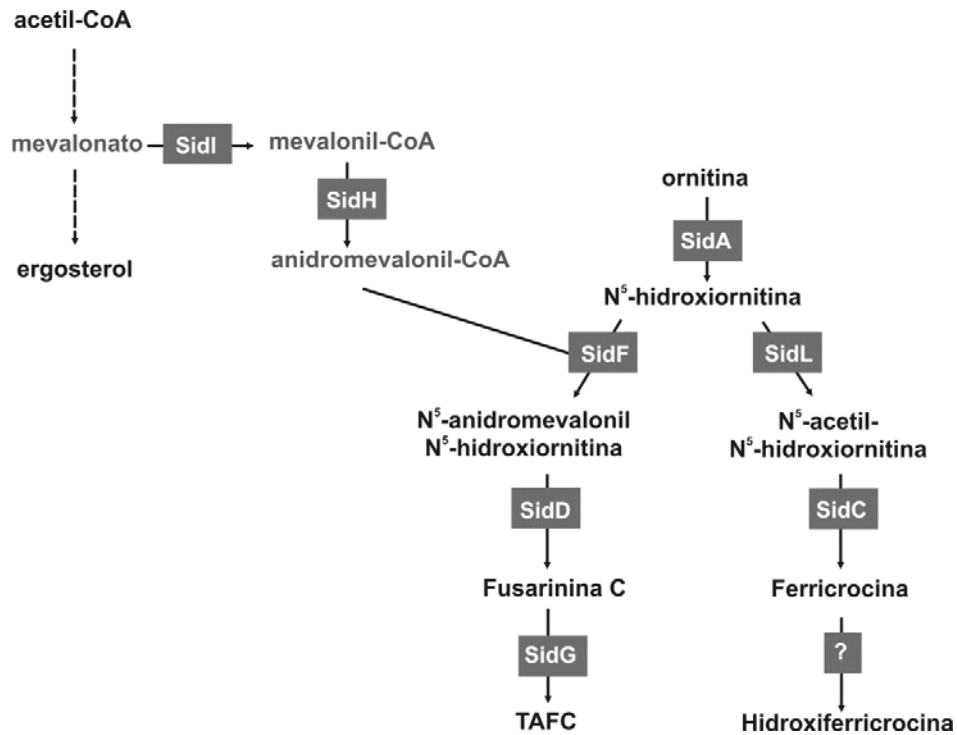 acetil-CoA
mevalonato
SidI
mevalonil-CoA
SidH
ergosterol
anidromevalonil-CoA
ornitina
SidA
N⁵-hidroxiornitina
SidF
SidL
N⁵-anidromevalonil
N⁵-hidroxiornitina
N⁵-acetil-
N⁵-hidroxiornitina
SidD
SidC
Fusarinina C
Ferricrocina
SidG
?
TAFC
Hidroxiferricrocina